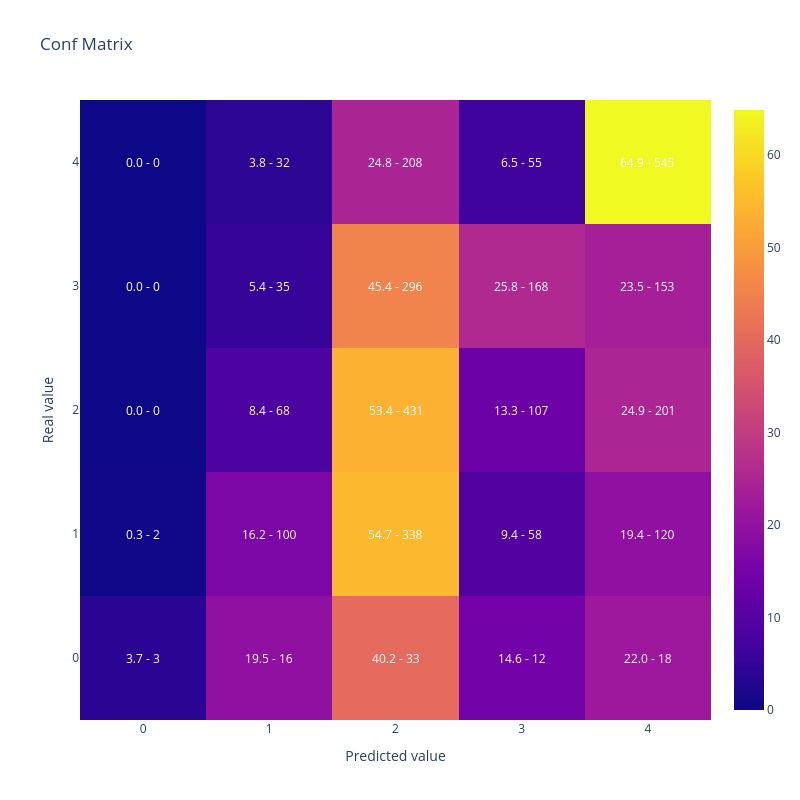 Conf Matrix
4 0.0 - 0 3.8 - 32 24.8 - 208 6.5 - 55 64.9 - 545
3 0.0 - 0 5.4 - 35 45.4 - 296 25.8 - 168 23.5 - 153
2 0.0 - 0 8.4 - 68 53.4 - 431 13.3 - 107 24.9 - 201
1 0.3 - 2 16.2 - 100 54.7 - 338 9.4 - 58 19.4 - 120
0 3.7 - 3 19.5 - 16 40.2 - 33 14.6 - 12 22.0 - 18
0 1 2 3 4
Predicted value
Real value
60
50
40
30
20
10
0